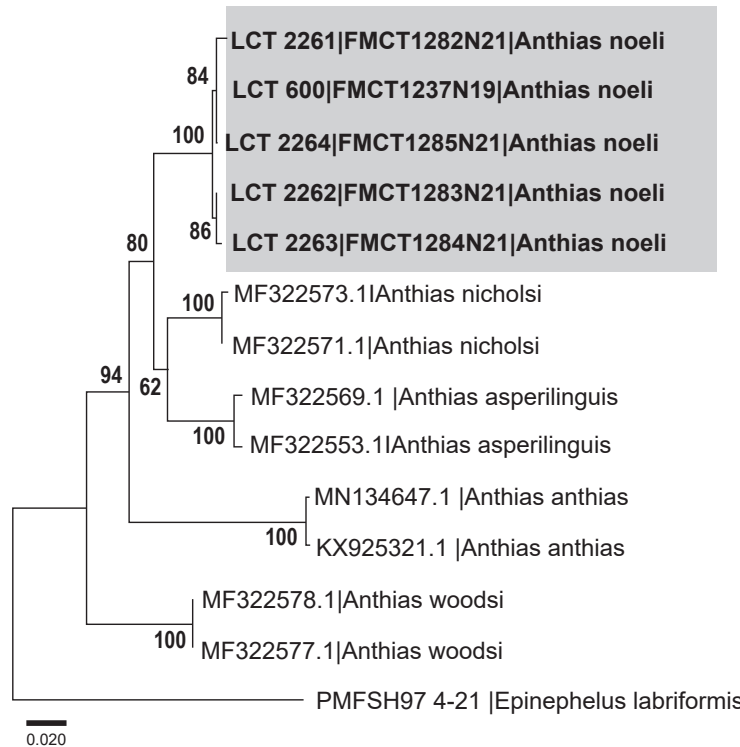 LCT 2261|FMCT1282N21|Anthias noeli
84
LCT 600|FMCT1237N19|Anthias noeli
100
LCT 2264|FMCT1285N21|Anthias noeli
LCT 2262|FMCT1283N21|Anthias noeli
86
LCT 2263|FMCT1284N21|Anthias noeli
80
100
MF322573.1IAnthias nicholsi
MF322571.1|Anthias nicholsi
94
62
MF322569.1 |Anthias asperilinguis
100
MF322553.1IAnthias asperilinguis
MN134647.1 |Anthias anthias
100
KX925321.1 |Anthias anthias
MF322578.1|Anthias woodsi
100
MF322577.1|Anthias woodsi
PMFSH97 4-21 |Epinephelus labriformis
0.020